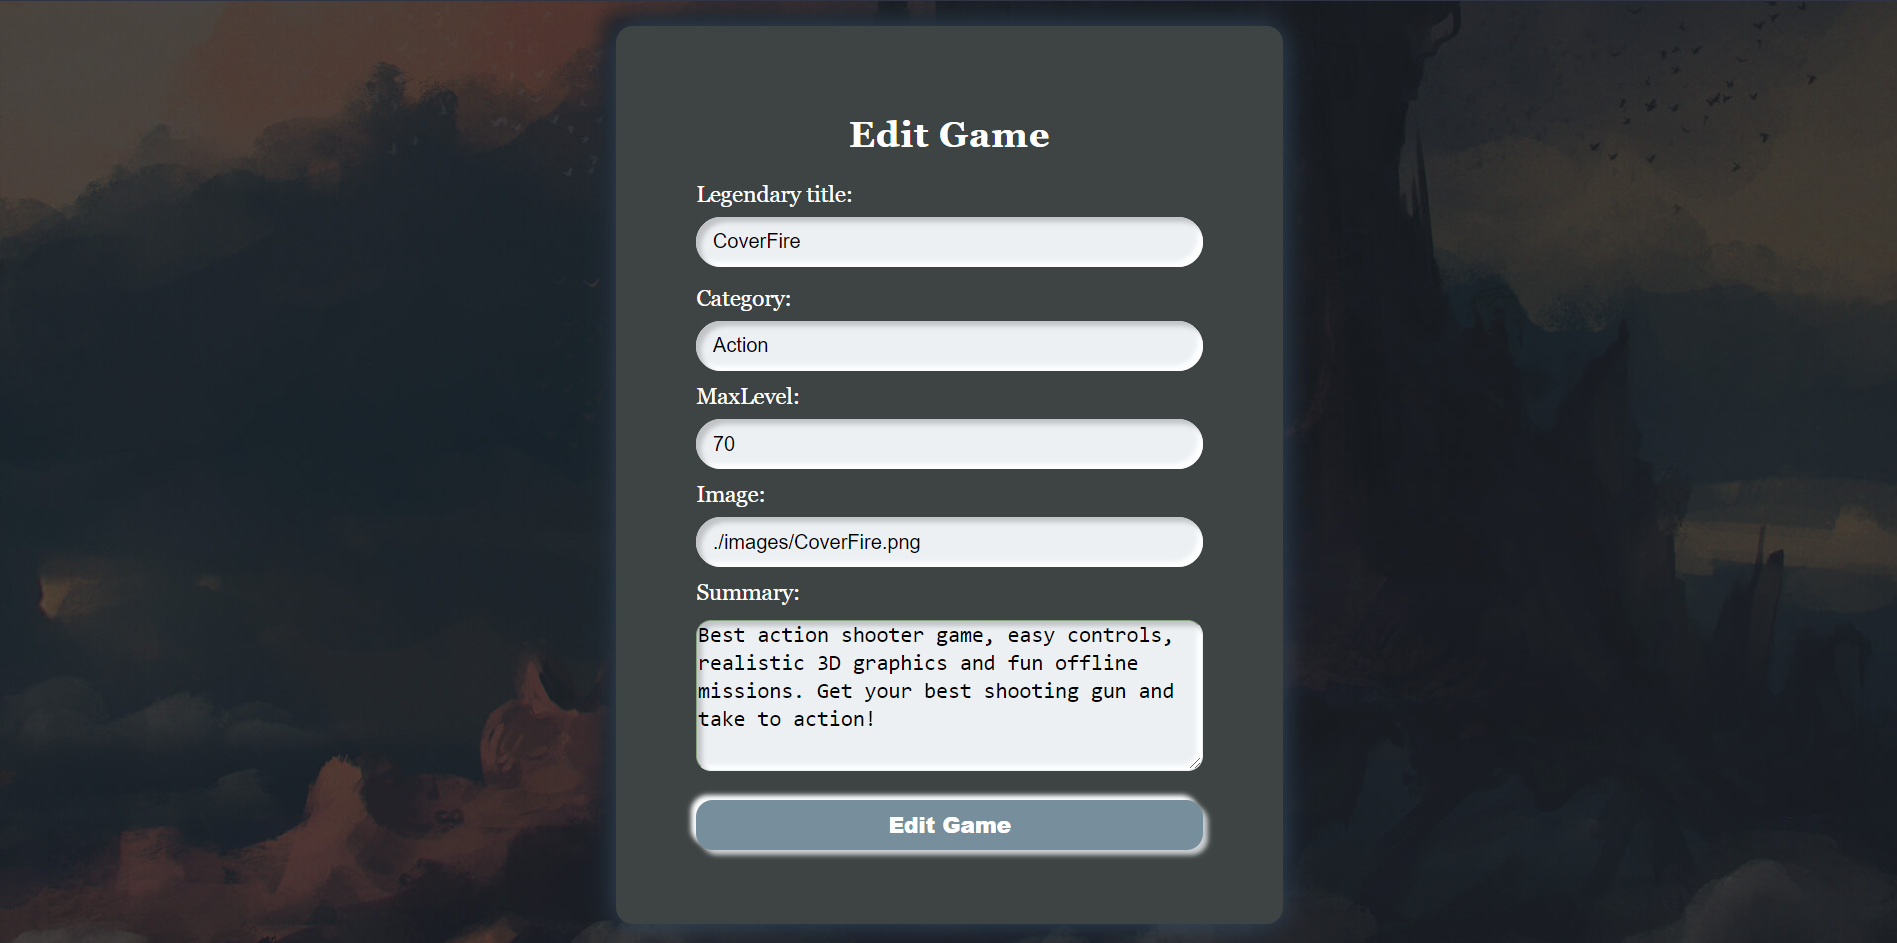 Edit Game
Legendary title:
CoverFire
Category:
Action
MaxLevel:
70
Image:
./images/CoverFire.png
Summary:
Best action shooter game, easy controls,
realistic 3D graphics and fun offline
missions. Get your best shooting gun and
take to action!
Edit Game